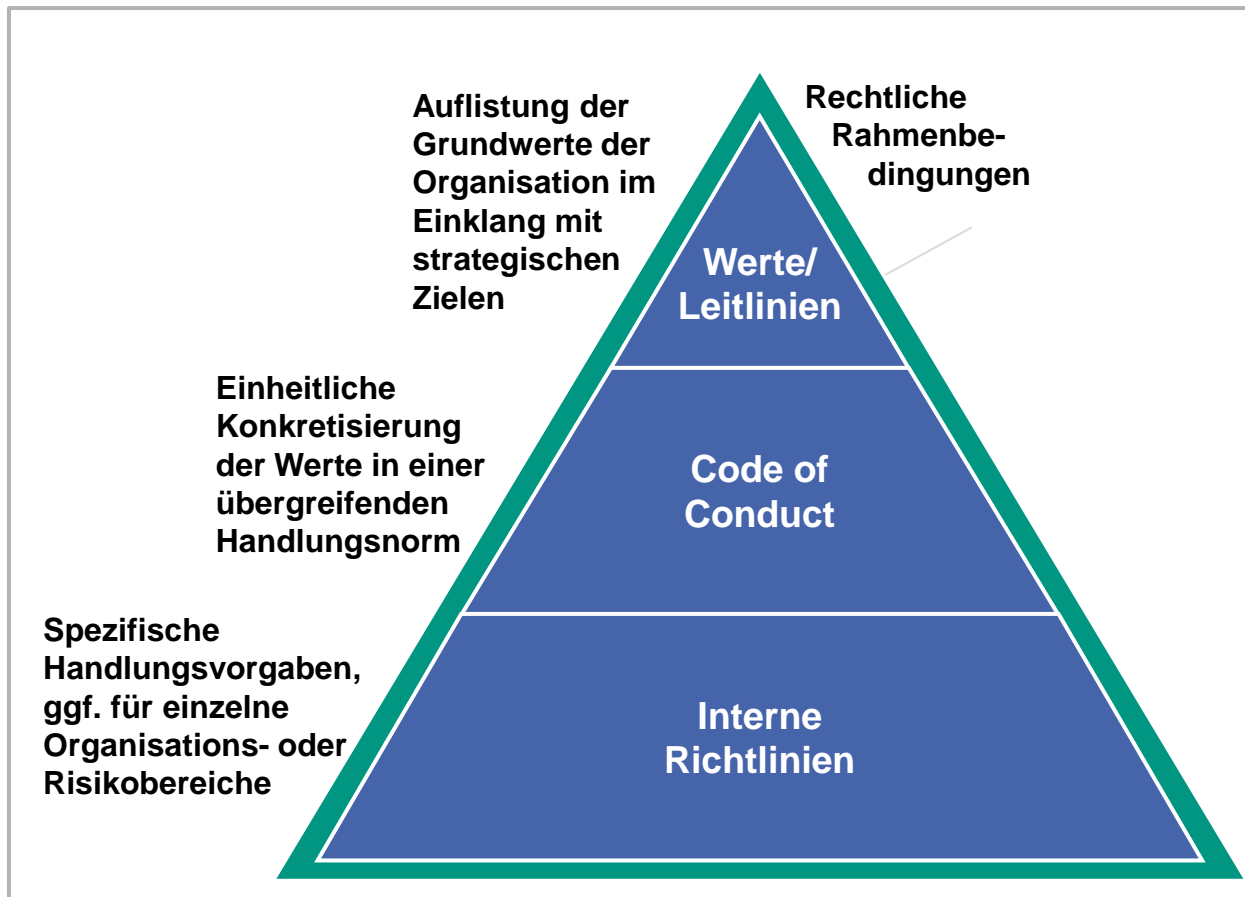 Auflistung der
Grundwerte der
Organisation im
Einklang mit
strategischen
Zielen
Rechtliche
Rahmenbe-
dingungen
Werte/
Leitlinien
Einheitliche
Konkretisierung
der Werte in einer
übergreifenden
Handlungsnorm
Code of
Conduct
Spezifische
Handlungsvorgaben,
ggf. für einzelne
Organisations- oder
Risikobereiche
Interne
Richtlinien